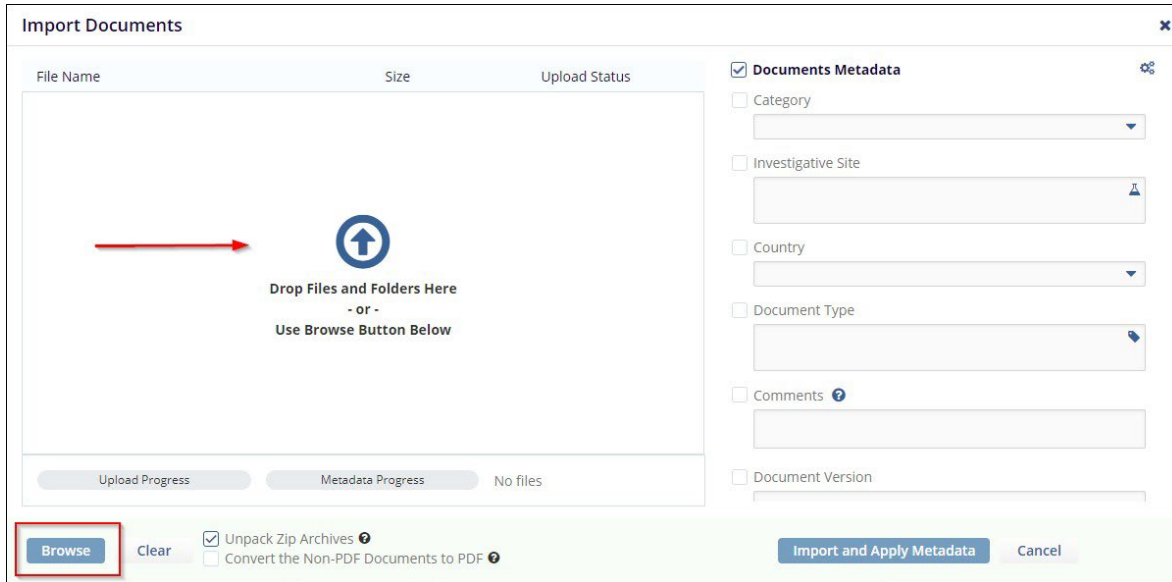 Import Documents
File Name Size Upload Status
Drop Files and Folders Here
- or -
Use Browse Button Below
Upload Progress Metadata Progress No files
Documents Metadata
Category
Investigative Site
Country
Document Type
Comments
Document Version
Browse Clear
Unpack Zip Archives
Convert the Non-PDF Documents to PDF
Import and Apply Metadata Cancel